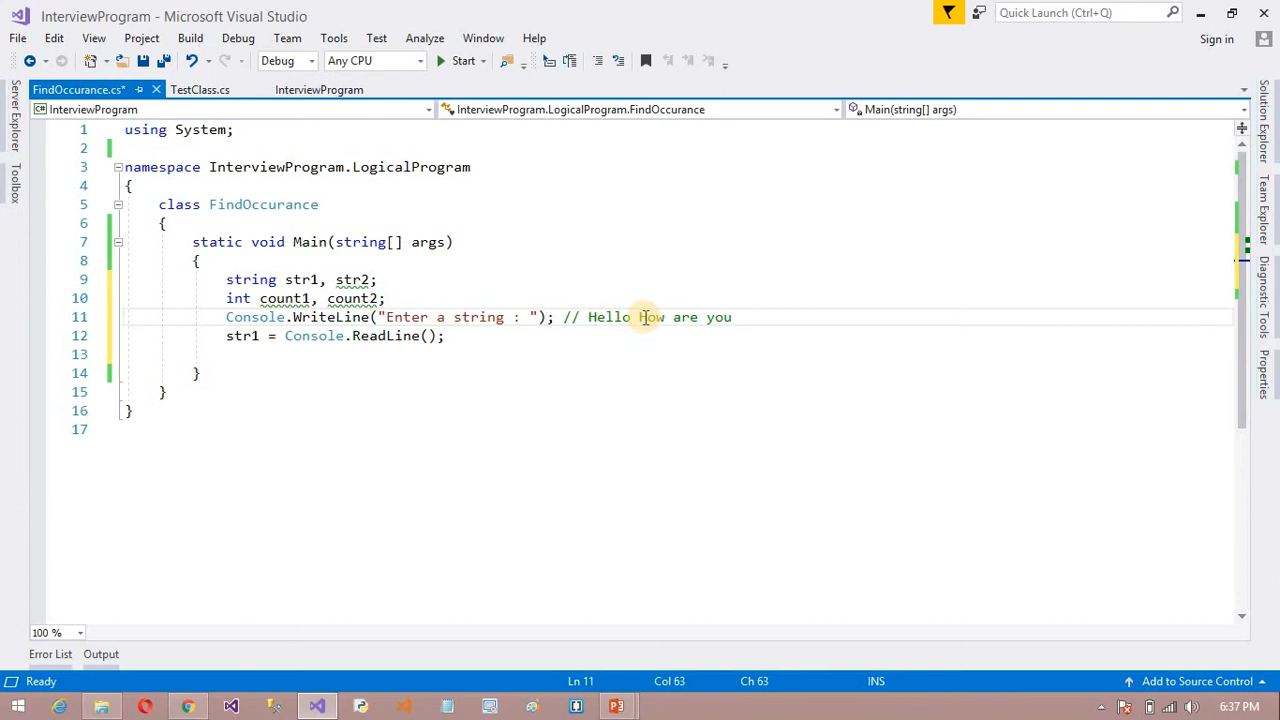 InterviewProgram - Microsoft Visual Studio
Quick Launch (Ctrl+Q)
File Edit View Project Build Debug Team Tools Test Analyze Window Help
Sign in
Debug Any CPU Start
FindOccurance.cs* TestClass.cs InterviewProgram
InterviewProgram InterviewProgram.LogicalProgram.FindOccurance Main(string[] args)
Server Explorer
Toolbox
1 using System;
2
3 namespace InterviewProgram.LogicalProgram
4 {
5 class FindOccurance
6 {
7 static void Main(string[] args)
8 {
9 string str1, str2;
10 int count1, count2;
11 Console.WriteLine("Enter a string : "); // Hello how are you
12 str1 = Console.ReadLine();
13
14 }
15 }
16 }
17
Solution Explorer
Team Explorer
Diagnostic Tools
Properties
100 %
Error List Output
Ready Ln 11 Col 63 Ch 63 INS Add to Source Control
6:37 PM